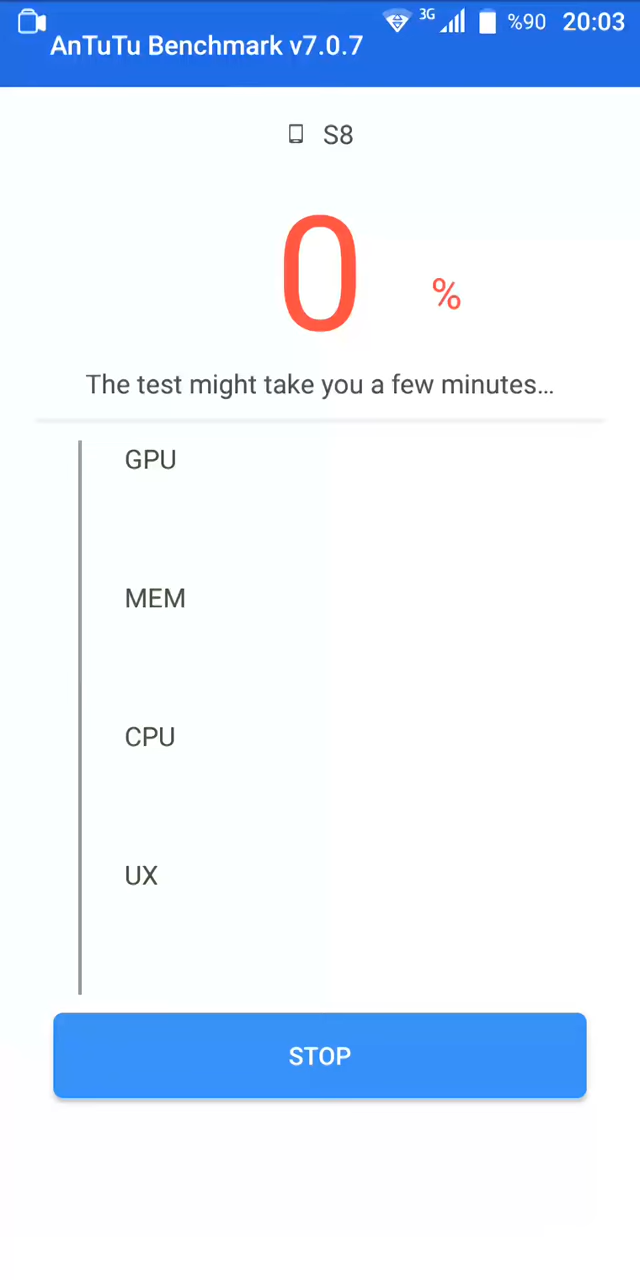 3G %90 20:03
AnTuTu Benchmark v7.0.7
S8
0 %
The test might take you a few minutes...
GPU
MEM
CPU
UX
STOP